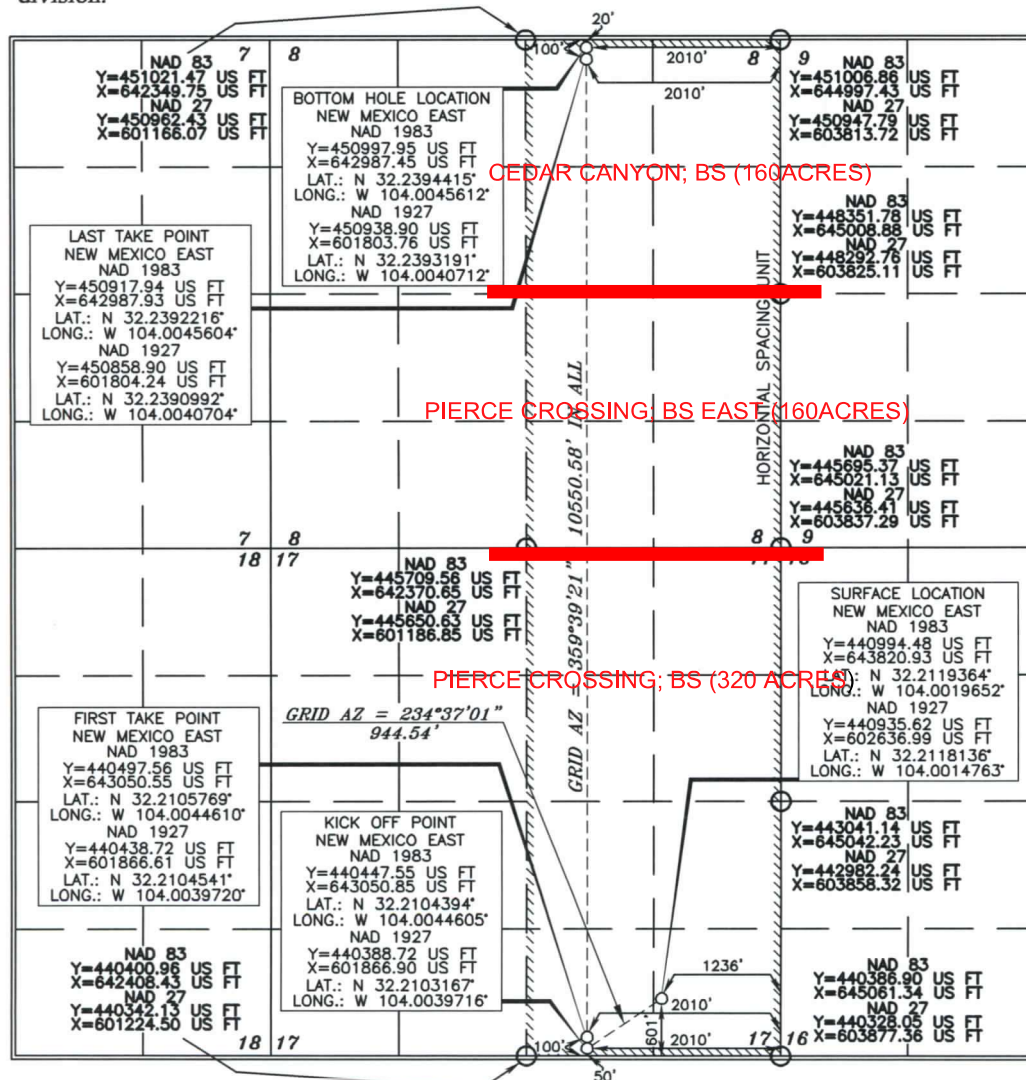 division.
20'
7 8
100'
2010'
8 9
2010'
NAD 83
Y=451021.47 US FT
X=642349.75 US FT
NAD 27
Y=450962.43 US FT
X=601166.07 US FT
BOTTOM HOLE LOCATION
NEW MEXICO EAST
NAD 1983
Y=450997.95 US FT
X=642987.45 US FT
LAT.: N 32.2394415°
LONG.: W 104.0045612°
NAD 1927
Y=450938.90 US FT
X=601803.76 US FT
LAT.: N 32.2393191°
LONG.: W 104.0040712°
NAD 83
Y=451006.86 US FT
X=644997.43 US FT
NAD 27
Y=450947.79 US FT
X=603813.72 US FT
CEDAR CANYON; BS (160ACRES)
NAD 83
Y=448351.78 US FT
X=645008.88 US FT
NAD 27
Y=448292.76 US FT
X=603825.11 US FT
LAST TAKE POINT
NEW MEXICO EAST
NAD 1983
Y=450917.94 US FT
X=642987.93 US FT
LAT.: N 32.2392216°
LONG.: W 104.0045604°
NAD 1927
Y=450858.90 US FT
X=601804.24 US FT
LAT.: N 32.2390992°
LONG.: W 104.0040704°
HORIZONTAL SPACING UNIT
PIERCE CROSSING; BS EAST (160ACRES)
GRID AZ = 359°39'21" 10550.58' IN ALL
NAD 83
Y=445695.37 US FT
X=645021.13 US FT
NAD 27
Y=445636.41 US FT
X=603837.29 US FT
7 8
18 17
8 9
NAD 83
Y=445709.56 US FT
X=642370.65 US FT
NAD 27
Y=445650.63 US FT
X=601186.85 US FT
SURFACE LOCATION
NEW MEXICO EAST
NAD 1983
Y=440994.48 US FT
X=643820.93 US FT
LAT.: N 32.2119364°
LONG.: W 104.0019652°
NAD 1927
Y=440935.62 US FT
X=602636.99 US FT
LAT.: N 32.2118136°
LONG.: W 104.0014763°
PIERCE CROSSING; BS (320 ACRES)
GRID AZ = 234°37'01"
944.54'
FIRST TAKE POINT
NEW MEXICO EAST
NAD 1983
Y=440497.56 US FT
X=643050.55 US FT
LAT.: N 32.2105769°
LONG.: W 104.0044610°
NAD 1927
Y=440438.72 US FT
X=601866.61 US FT
LAT.: N 32.2104541°
LONG.: W 104.0039720°
KICK OFF POINT
NEW MEXICO EAST
NAD 1983
Y=440447.55 US FT
X=643050.85 US FT
LAT.: N 32.2104394°
LONG.: W 104.0044605°
NAD 1927
Y=440388.72 US FT
X=601866.90 US FT
LAT.: N 32.2103167°
LONG.: W 104.0039716°
NAD 83
Y=443041.14 US FT
X=645042.23 US FT
NAD 27
Y=442982.24 US FT
X=603858.32 US FT
NAD 83
Y=440400.96 US FT
X=642408.43 US FT
NAD 27
Y=440342.13 US FT
X=601224.50 US FT
1236'
2010'
601'
2010'
NAD 83
Y=440386.90 US FT
X=645061.34 US FT
NAD 27
Y=440328.05 US FT
X=603877.36 US FT
18 17
100'
17 16
50'